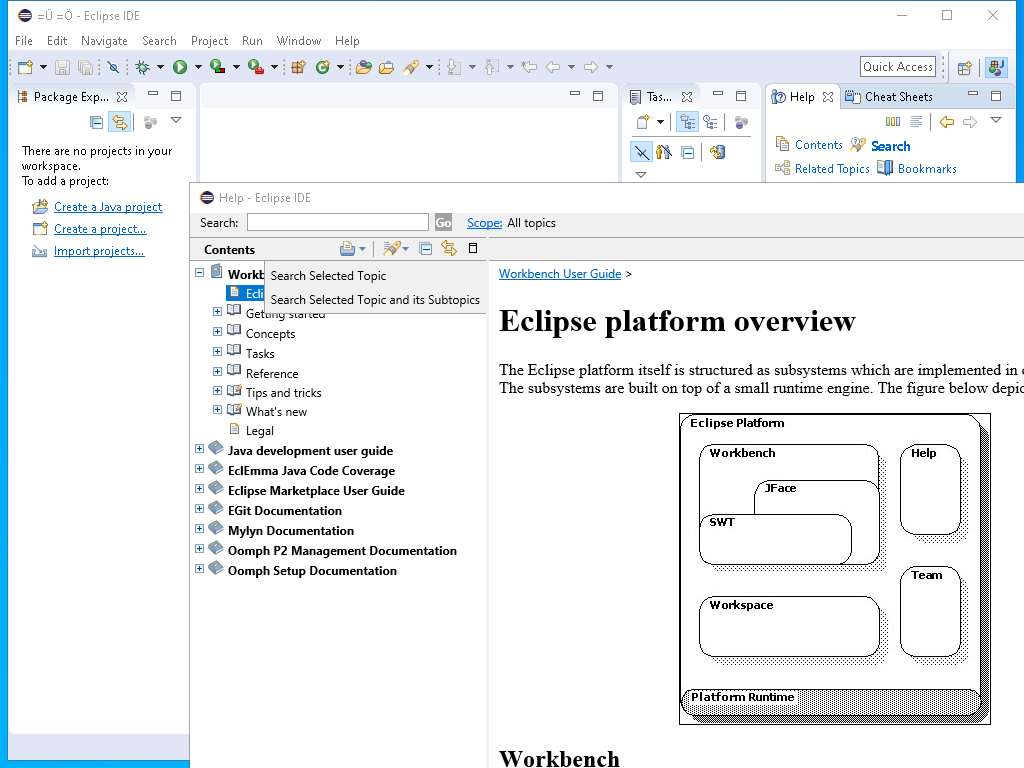 =Ü =Ö - Eclipse IDE
File Edit Navigate Search Project Run Window Help
Quick Access
Package Exp...
There are no projects in your
workspace.
To add a project:
Create a Java project
Create a project...
Import projects...
Tas...
Help
Cheat Sheets
Contents
Search
Related Topics
Bookmarks
Help - Eclipse IDE
Search:
Go
Scope: All topics
Contents
Workb
Ecli
Search Selected Topic
Search Selected Topic and its Subtopics
Getting started
Concepts
Tasks
Reference
Tips and tricks
What's new
Legal
Java development user guide
EclEmma Java Code Coverage
Eclipse Marketplace User Guide
EGit Documentation
Mylyn Documentation
Oomph P2 Management Documentation
Oomph Setup Documentation
Workbench User Guide >
Eclipse platform overview
The Eclipse platform itself is structured as subsystems which are implemented in
The subsystems are built on top of a small runtime engine. The figure below depic
Eclipse Platform
Workbench
Help
JFace
SWT
Team
Workspace
Platform Runtime
Workbench